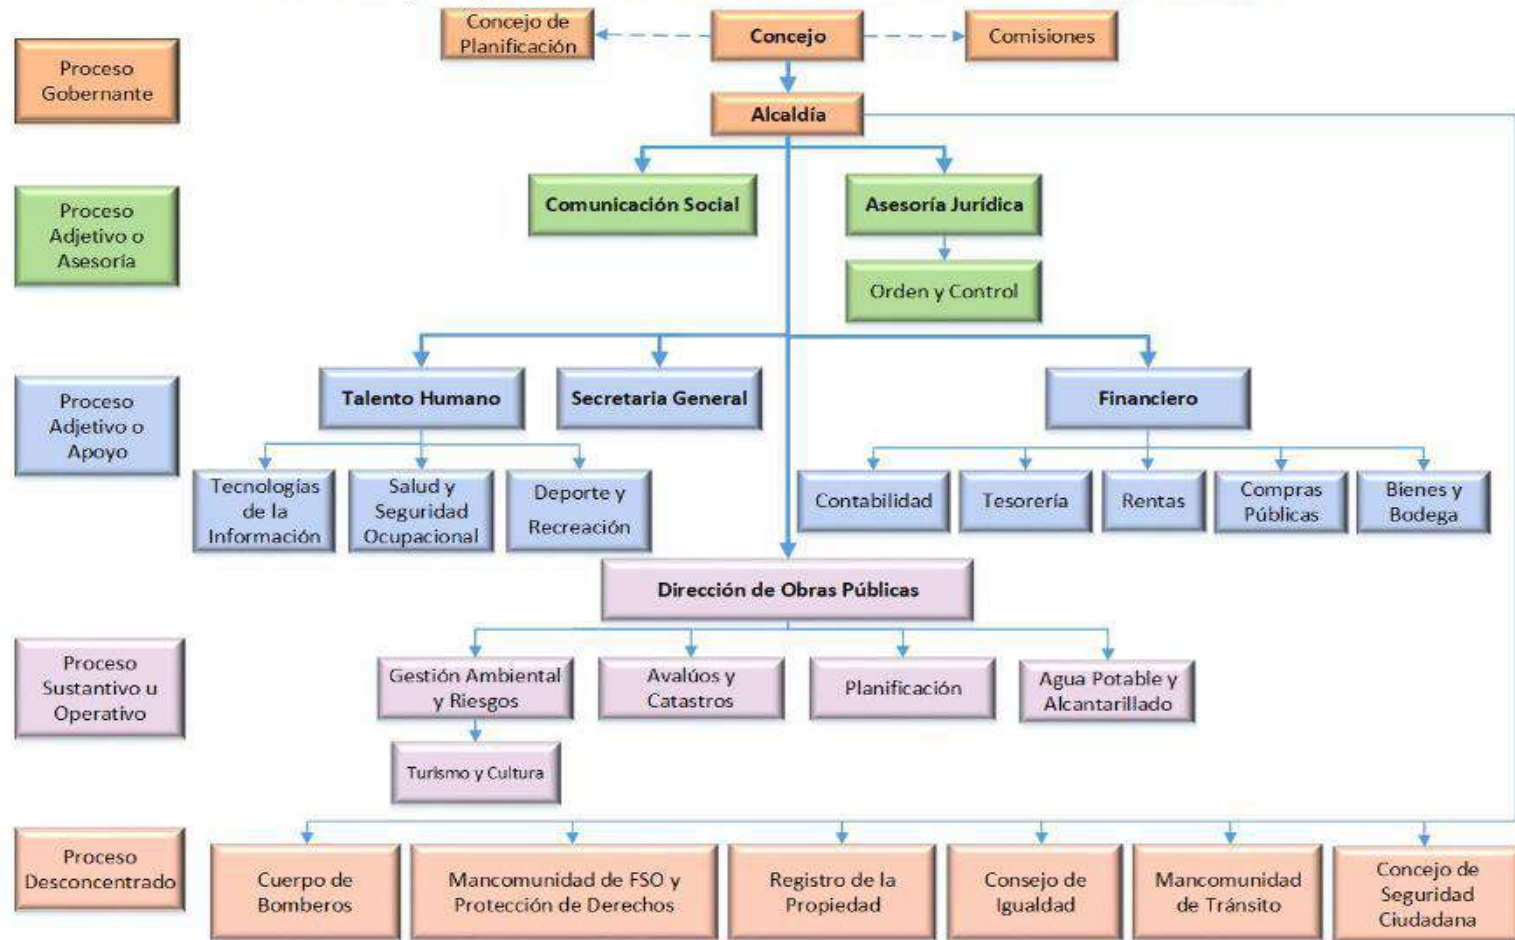 Concejo de
Planificación
Concejo
Comisiones
Proceso
Gobernante
Alcaldía
Proceso
Adjetivo o
Asesoría
Comunicación Social
Asesoría Jurídica
Orden y Control
Proceso
Adjetivo o
Apoyo
Talento Humano
Secretaria General
Financiero
Tecnologías
de la
Información
Salud y
Seguridad
Ocupacional
Deporte y
Recreación
Contabilidad
Tesorería
Rentas
Compras
Públicas
Bienes y
Bodega
Dirección de Obras Públicas
Proceso
Sustantivo u
Operativo
Gestión Ambiental
y Riesgos
Avalúos y
Catastros
Planificación
Agua Potable y
Alcantarillado
Turismo y Cultura
Proceso
Desconcentrado
Cuerpo de
Bomberos
Mancomunidad de FSO y
Protección de Derechos
Registro de la
Propiedad
Consejo de
Igualdad
Mancomunidad
de Tránsito
Concejo de
Seguridad
Ciudadana